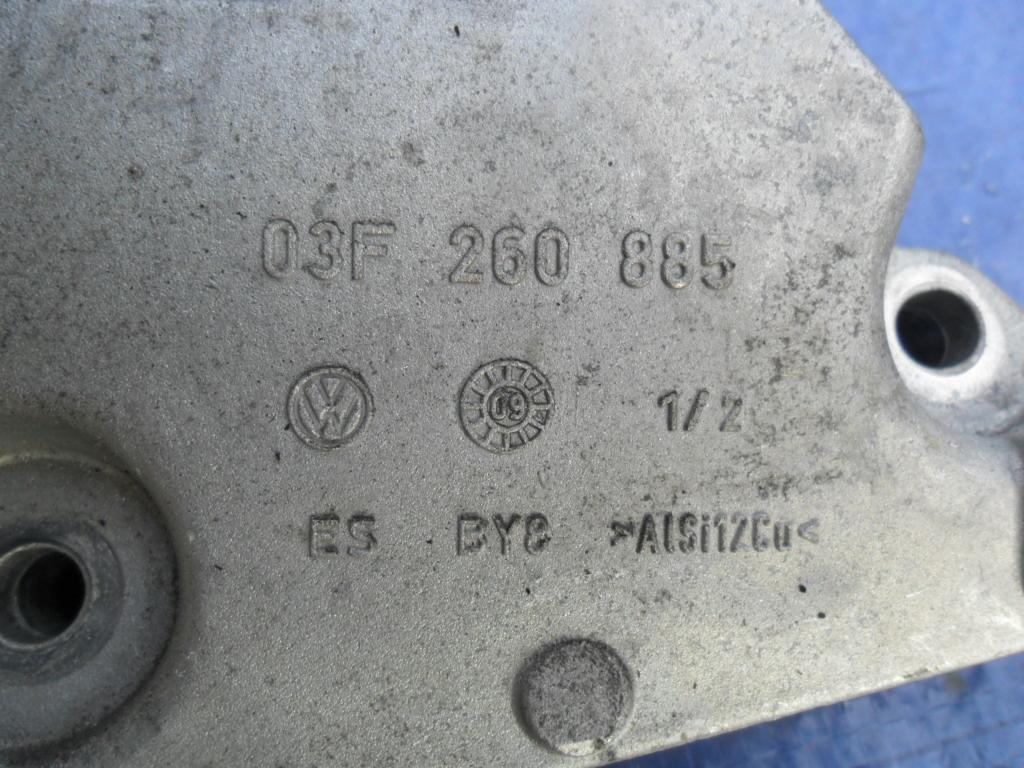 03F 260 885
VW 09 1/2
ES BY8 >AlSi12Cu<